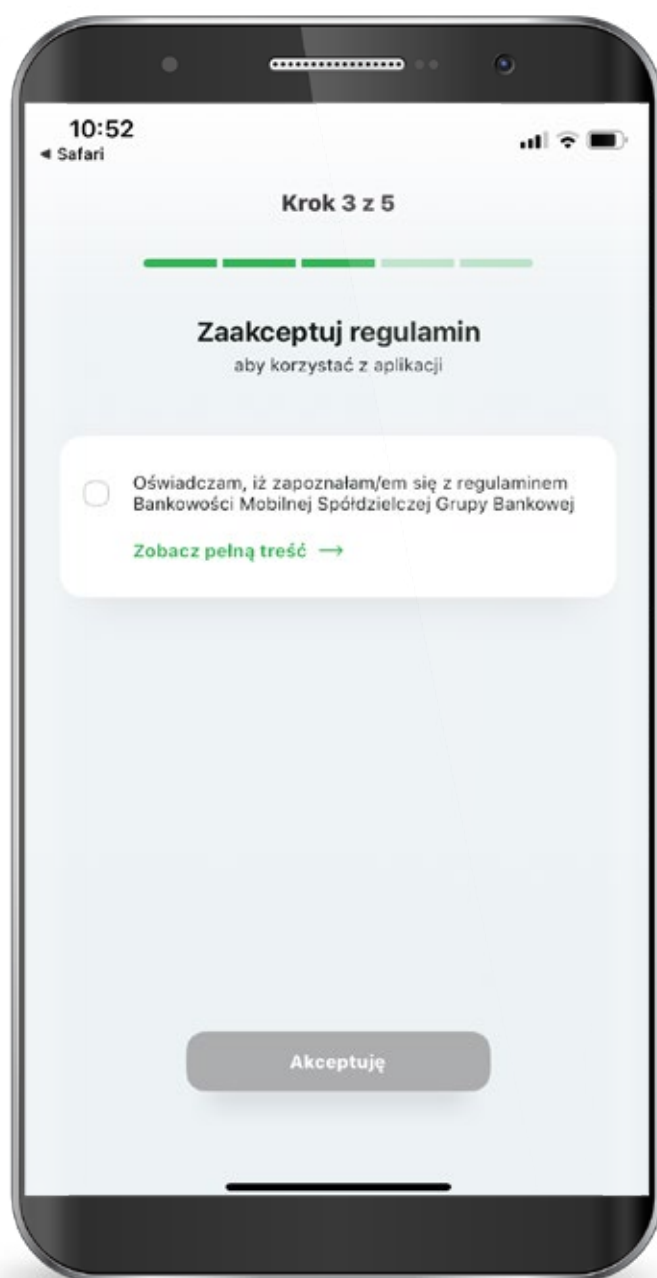 10:52
◀ Safari
Krok 3 z 5
Zaakceptuj regulamin
aby korzystać z aplikacji
Oświadczam, iż zapoznałam/em się z regulaminem
Bankowości Mobilnej Spółdzielczej Grupy Bankowej
Zobacz pełną treść →
Akceptuję